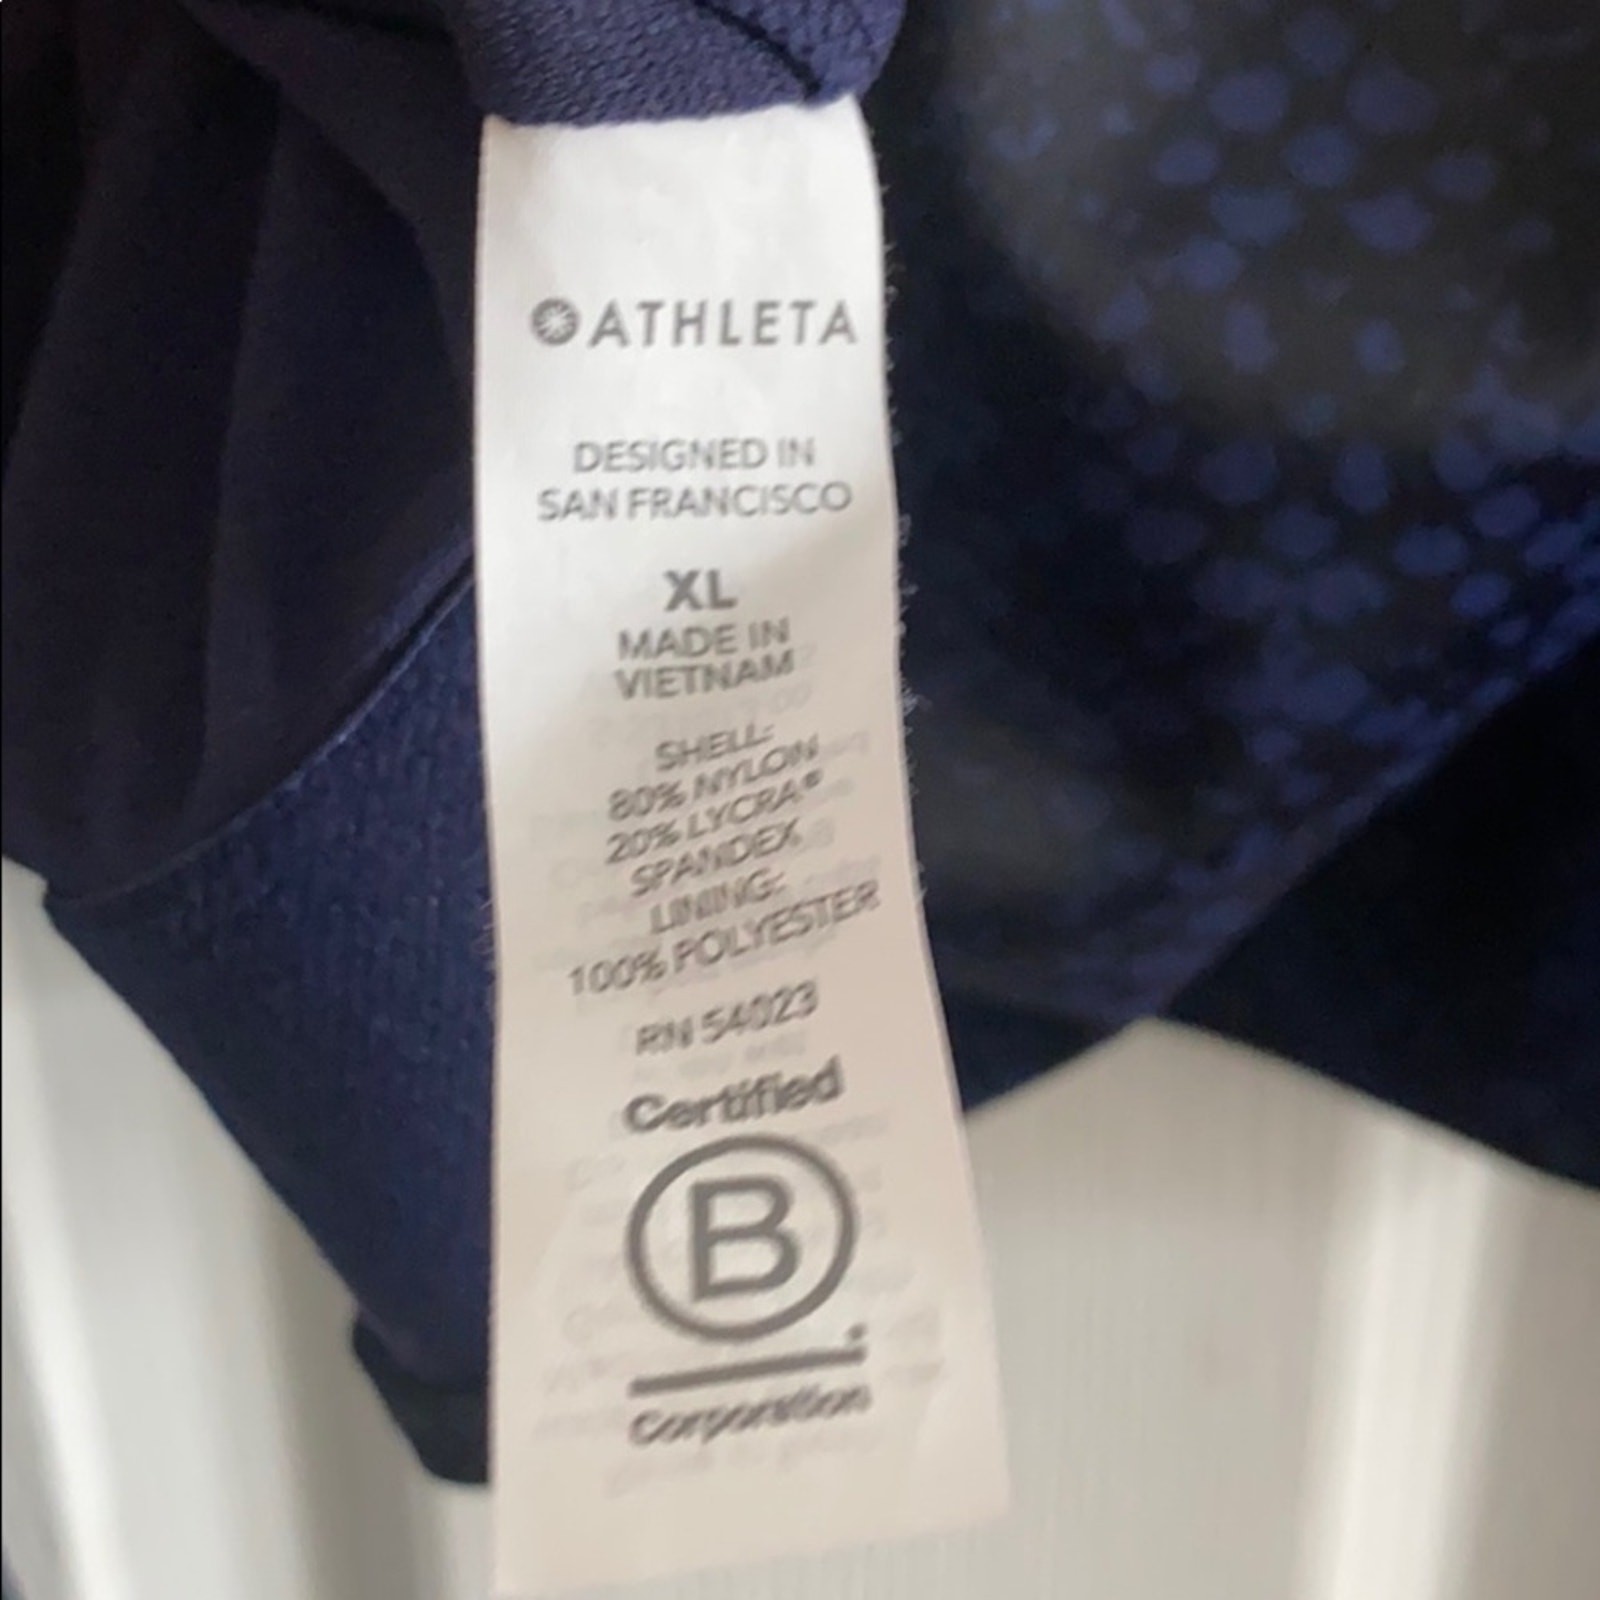 ATHLETA
DESIGNED IN
SAN FRANCISCO
XL
MADE IN
VIETNAM
SHELL:
80% NYLON
20% LYCRA®
SPANDEX
LINING:
100% POLYESTER
RN 54023
Certified
B
Corporation